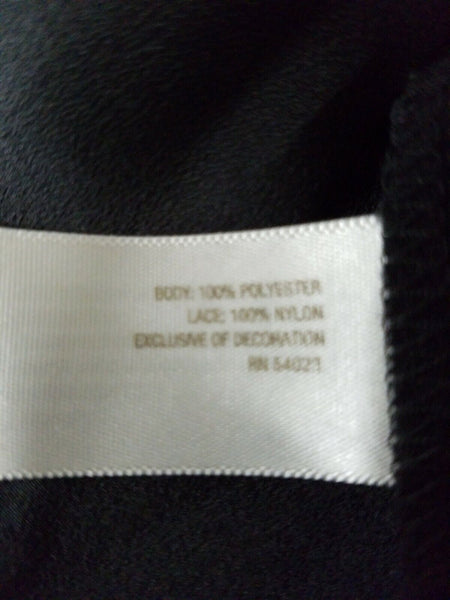 BODY: 100% POLYESTER
LACE: 100% NYLON
EXCLUSIVE OF DECORATION
RN 54023